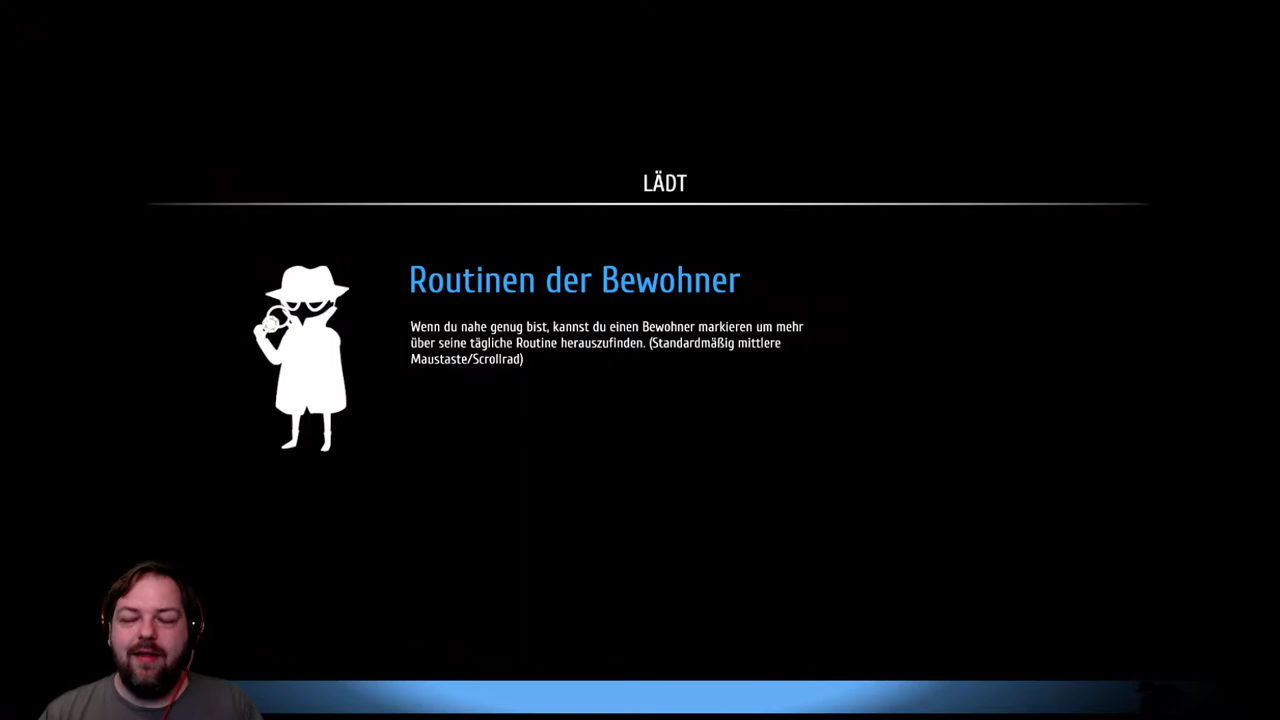 LÄDT
Routinen der Bewohner
Wenn du nahe genug bist, kannst du einen Bewohner markieren um mehr
über seine tägliche Routine herauszufinden. (Standardmäßig mittlere
Maustaste/Scrollrad)